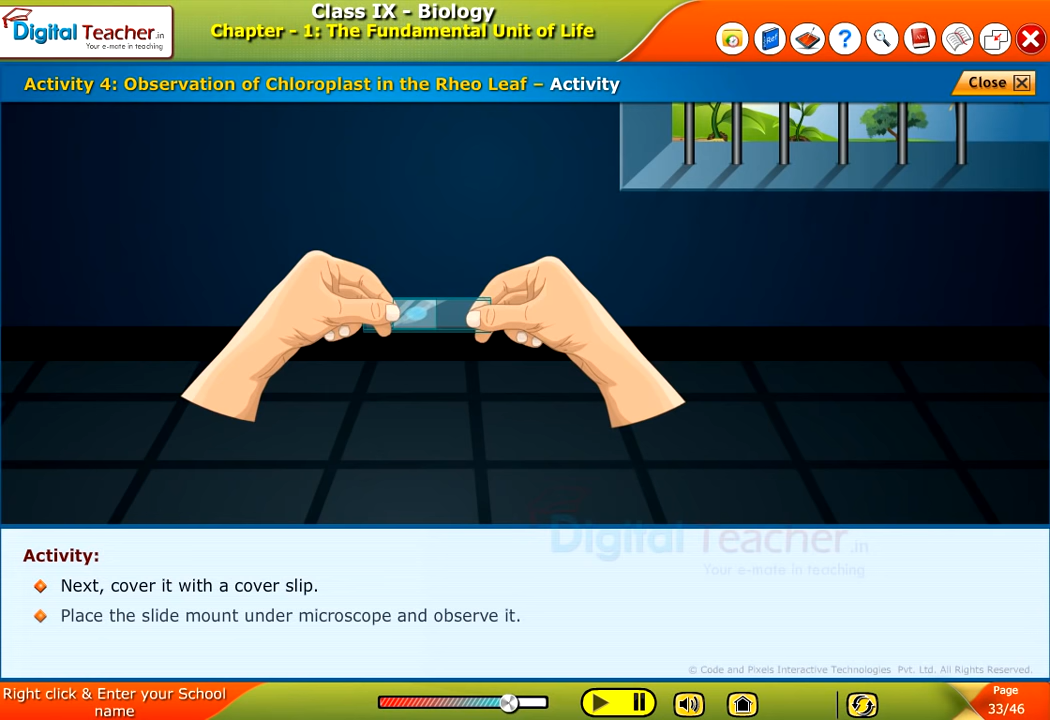 Digital Teacher.in
Your e-mate in teaching
Class IX - Biology
Chapter - 1: The Fundamental Unit of Life
Activity 4: Observation of Chloroplast in the Rheo Leaf – Activity
Close
Digital Teacher.in
Your e-mate in teaching
Activity:
Next, cover it with a cover slip.
Place the slide mount under microscope and observe it.
© Code and Pixels Interactive Technologies Pvt. Ltd. All Rights Reserved.
Right click & Enter your School
name
Page
33/46